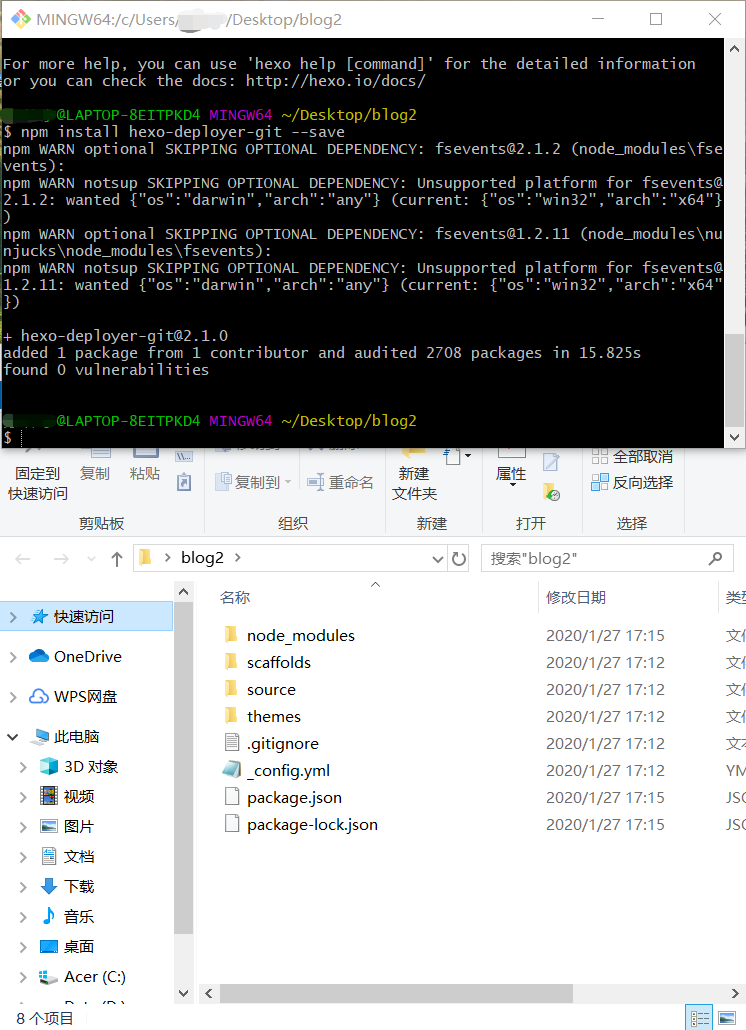 MINGW64:/c/Users/ /Desktop/blog2
For more help, you can use 'hexo help [command]' for the detailed information
or you can check the docs: http://hexo.io/docs/
@LAPTOP-8EITPKD4 MINGW64 ~/Desktop/blog2
$ npm install hexo-deployer-git --save
npm WARN optional SKIPPING OPTIONAL DEPENDENCY: fsevents@2.1.2 (node_modules\fse
vents):
npm WARN notsup SKIPPING OPTIONAL DEPENDENCY: Unsupported platform for fsevents@
2.1.2: wanted {"os":"darwin","arch":"any"} (current: {"os":"win32","arch":"x64"}
)
npm WARN optional SKIPPING OPTIONAL DEPENDENCY: fsevents@1.2.11 (node_modules\nu
njucks\node_modules\fsevents):
npm WARN notsup SKIPPING OPTIONAL DEPENDENCY: Unsupported platform for fsevents@
1.2.11: wanted {"os":"darwin","arch":"any"} (current: {"os":"win32","arch":"x64"
})
+ hexo-deployer-git@2.1.0
added 1 package from 1 contributor and audited 2708 packages in 15.825s
found 0 vulnerabilities
@LAPTOP-8EITPKD4 MINGW64 ~/Desktop/blog2
$
全部取消
固定到 复制 粘贴 新建 属性
复制到 重命名 反向选择
快速访问 文件夹
剪贴板 组织 新建 打开 选择
blog2
搜索"blog2"
名称 修改日期 类型
快速访问
OneDrive
WPS网盘
此电脑
3D 对象
视频
图片
文档
下载
音乐
桌面
Acer (C:)
node_modules 2020/1/27 17:15 文件
scaffolds 2020/1/27 17:12 文件
source 2020/1/27 17:12 文件
themes 2020/1/27 17:12 文件
.gitignore 2020/1/27 17:12 文本
_config.yml 2020/1/27 17:12 YM
package.json 2020/1/27 17:15 JSO
package-lock.json 2020/1/27 17:15 JSO
8 个项目